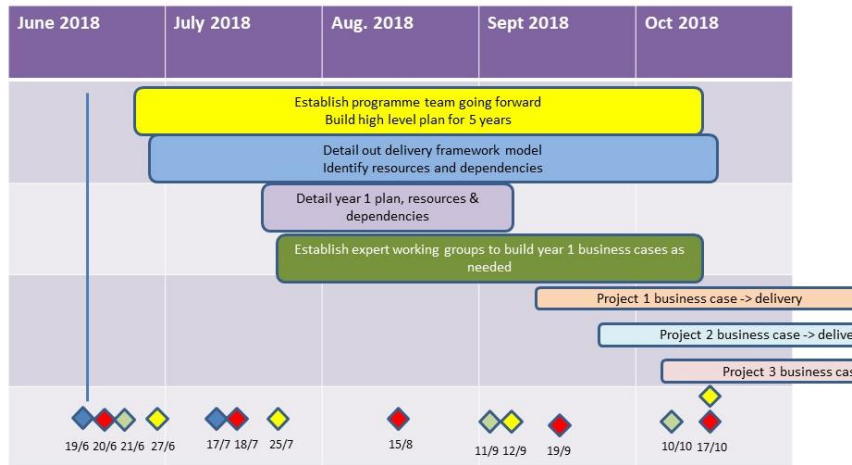 June 2018
July 2018
Aug. 2018
Sept 2018
Oct 2018
Establish programme team going forward
Build high level plan for 5 years
Detail out delivery framework model
Identify resources and dependencies
Detail year 1 plan, resources &
dependencies
Establish expert working groups to build year 1 business cases as
needed
Project 1 business case -> delivery
Project 2 business case -> delive
Project 3 business cas
19/6
20/6
21/6
27/6
17/7
18/7
25/7
15/8
11/9
12/9
19/9
10/10
17/10